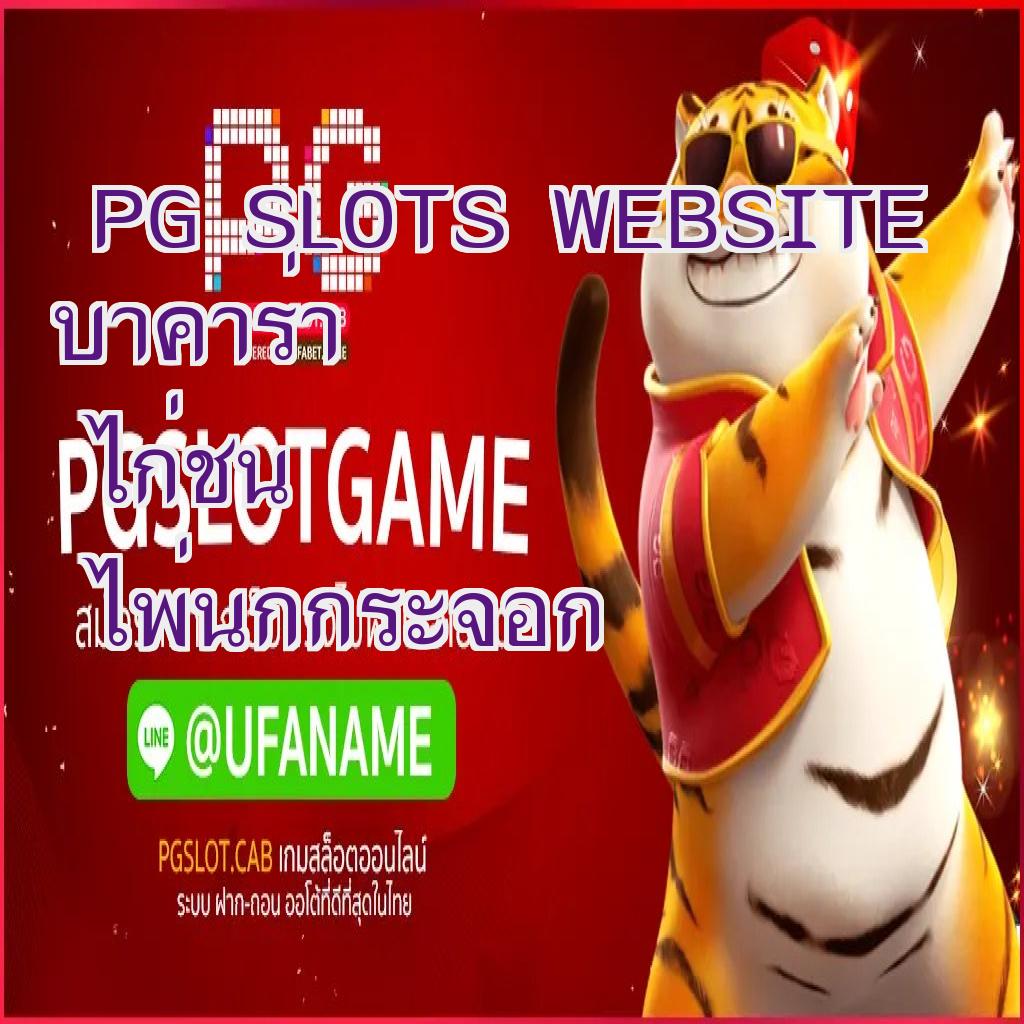 PG
PG SLOTS WEBSITE
บาคารา
ไก่ชน
PGSLOTGAME
ไพ่นกกระจอก
LINE @UFANAME
PGSLOT.CAB เกมสล็อตออนไลน์
ระบบ ฝาก-ถอน ออโต้ที่ดีที่สุดในไทย